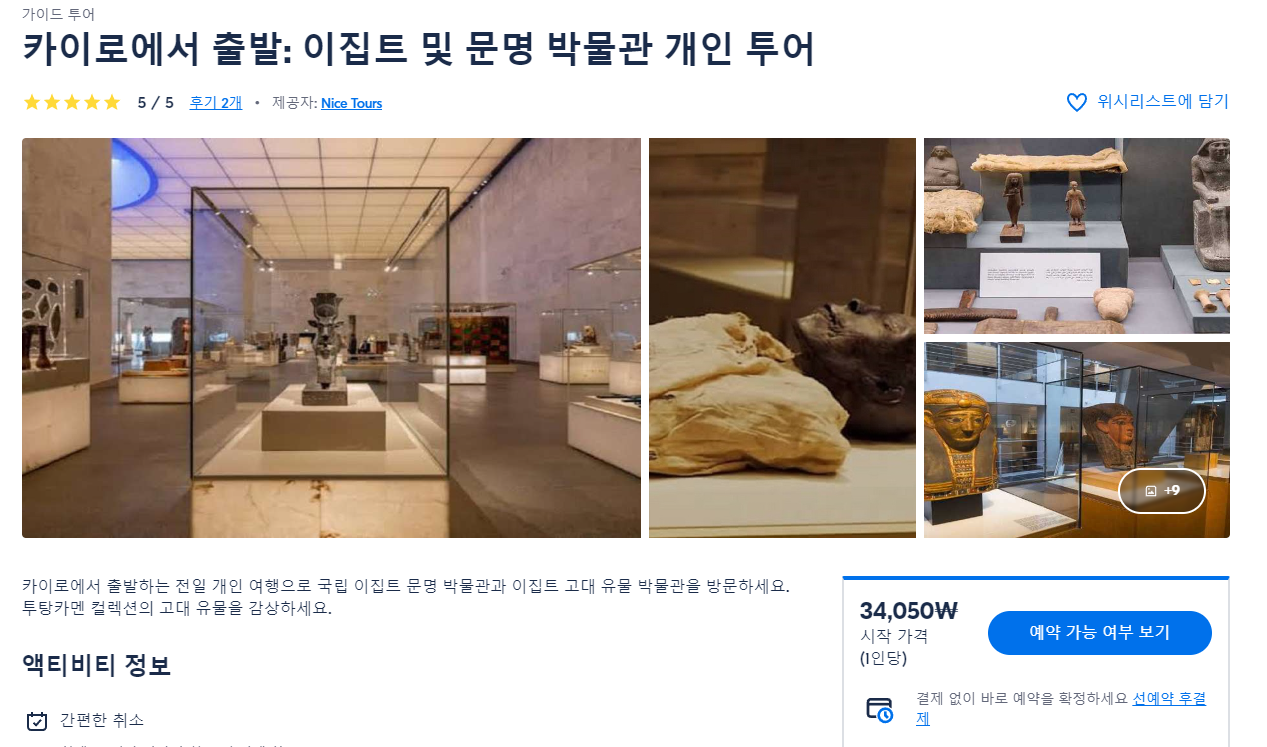 가이드 투어
카이로에서 출발: 이집트 및 문명 박물관 개인 투어
5 / 5 후기 2개 • 제공자: Nice Tours
위시리스트에 담기
+9
카이로에서 출발하는 전일 개인 여행으로 국립 이집트 문명 박물관과 이집트 고대 유물 박물관을 방문하세요.
투탕카멘 컬렉션의 고대 유물을 감상하세요.
34,050₩
시작 가격
(1인당)
예약 가능 여부 보기
결제 없이 바로 예약을 확정하세요 선예약 후결
제
액티비티 정보
간편한 취소